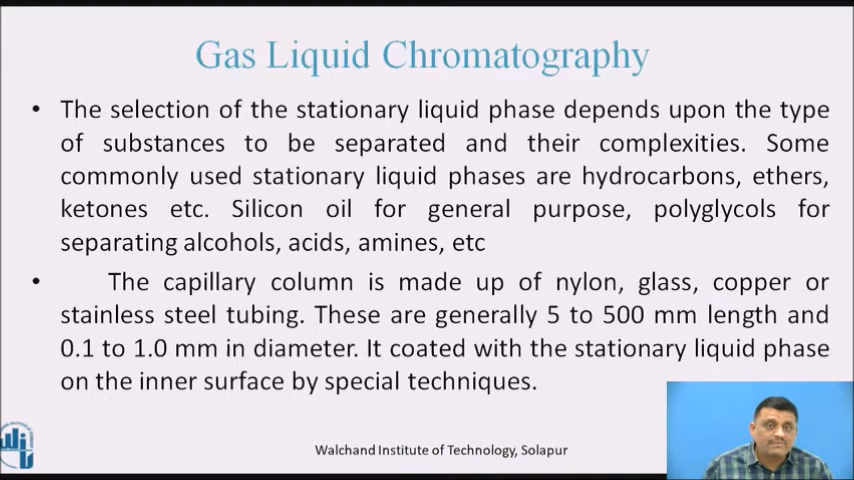 Gas Liquid Chromatography
• The selection of the stationary liquid phase depends upon the type
of substances to be separated and their complexities. Some
commonly used stationary liquid phases are hydrocarbons, ethers,
ketones etc. Silicon oil for general purpose, polyglycols for
separating alcohols, acids, amines, etc
• The capillary column is made up of nylon, glass, copper or
stainless steel tubing. These are generally 5 to 500 mm length and
0.1 to 1.0 mm in diameter. It coated with the stationary liquid phase
on the inner surface by special techniques.
Walchand Institute of Technology, Solapur